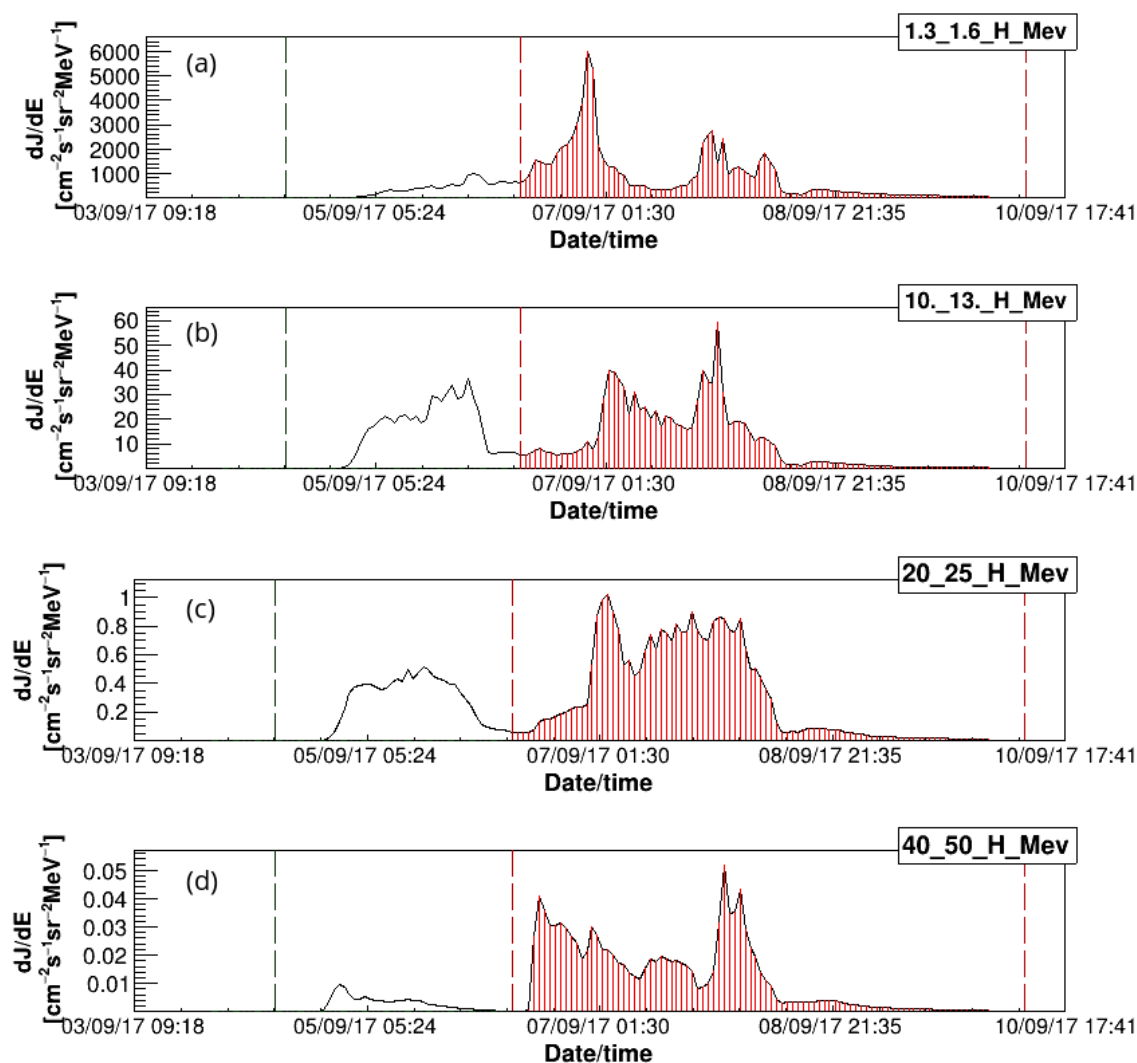 1.3_1.6_H_Mev
(a)
dJ/dE
[cm⁻²s⁻¹sr⁻²MeV⁻¹]
6000
5000
4000
3000
2000
1000
03/09/17 09:18 05/09/17 05:24 07/09/17 01:30 08/09/17 21:35 10/09/17 17:41
Date/time
10._13._H_Mev
(b)
dJ/dE
[cm⁻²s⁻¹sr⁻²MeV⁻¹]
60
50
40
30
20
10
03/09/17 09:18 05/09/17 05:24 07/09/17 01:30 08/09/17 21:35 10/09/17 17:41
Date/time
20_25_H_Mev
(c)
dJ/dE
[cm⁻²s⁻¹sr⁻²MeV⁻¹]
1
0.8
0.6
0.4
0.2
03/09/17 09:18 05/09/17 05:24 07/09/17 01:30 08/09/17 21:35 10/09/17 17:41
Date/time
40_50_H_Mev
(d)
dJ/dE
[cm⁻²s⁻¹sr⁻²MeV⁻¹]
0.05
0.04
0.03
0.02
0.01
03/09/17 09:18 05/09/17 05:24 07/09/17 01:30 08/09/17 21:35 10/09/17 17:41
Date/time